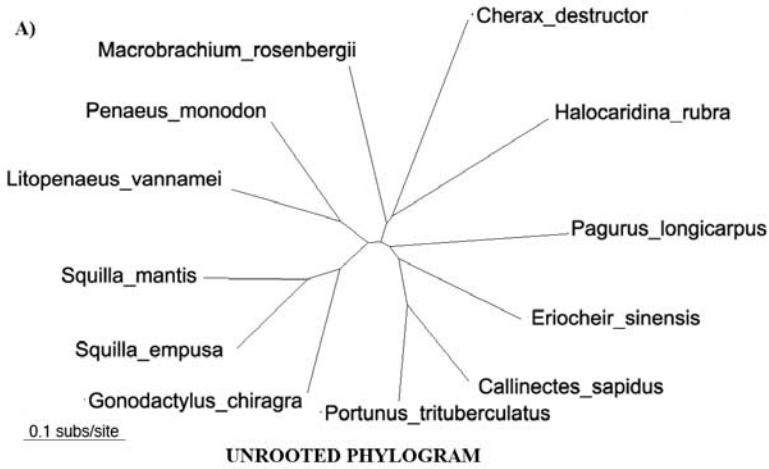 A)
Cherax_destructor
Macrobrachium_rosenbergii
Penaeus_monodon
Halocaridina_rubra
Litopenaeus_vannamei
Pagurus_longicarpus
Squilla_mantis
Eriocheir_sinensis
Squilla_empusa
Callinectes_sapidus
Gonodactylus_chiragra
Portunus_trituberculatus
0.1 subs/site
UNROOTED PHYLOGRAM